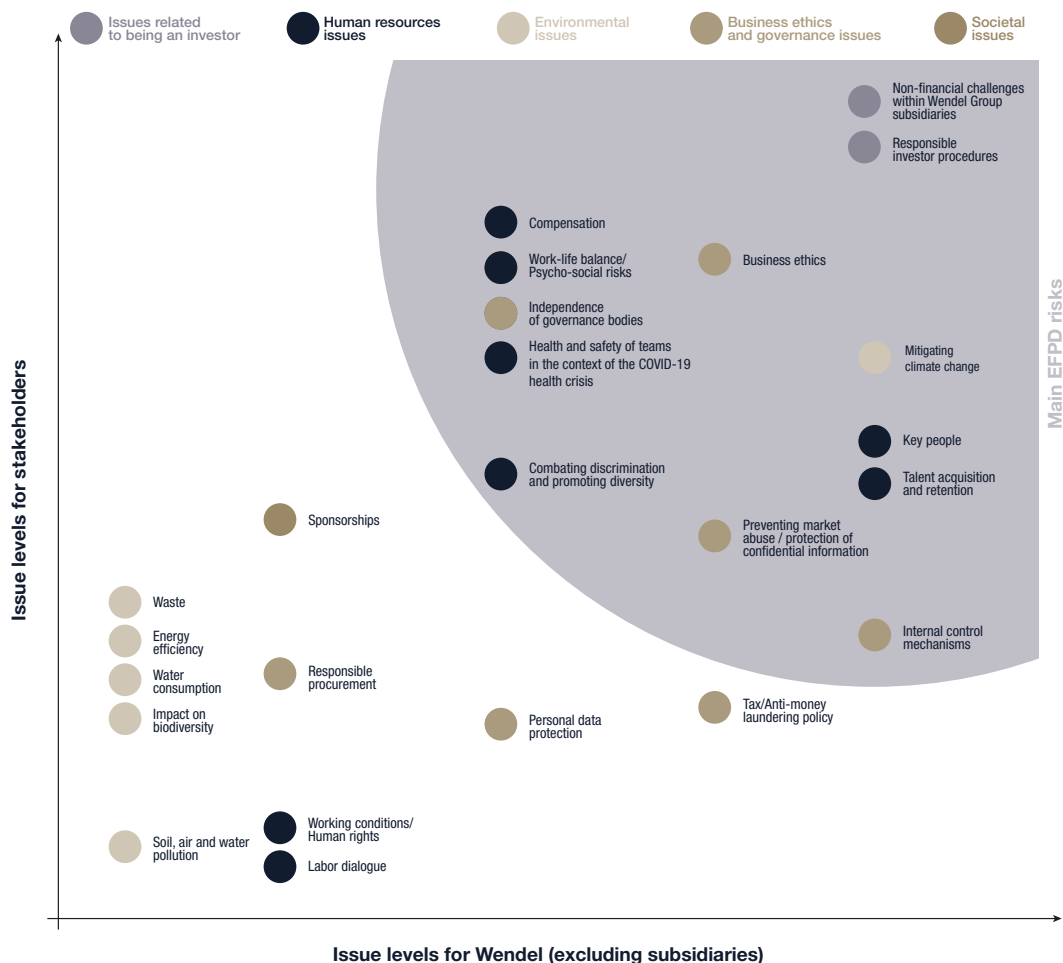 Issues related
to being an investor
Human resources
issues
Environmental
issues
Business ethics
and governance issues
Societal
issues
Non-financial challenges
within Wendel Group
subsidiaries
Responsible
investor procedures
Compensation
Work-life balance/
Psycho-social risks
Business ethics
Independence
of governance bodies
Health and safety of teams
in the context of the COVID-19
health crisis
Mitigating
climate change
Key people
Combating discrimination
and promoting diversity
Talent acquisition
and retention
Sponsorships
Preventing market
abuse / protection of
confidential information
Waste
Energy
efficiency
Internal control
mechanisms
Water
consumption
Responsible
procurement
Impact on
biodiversity
Personal data
protection
Tax/Anti-money
laundering policy
Soil, air and water
pollution
Working conditions/
Human rights
Labor dialogue
Main EFPD risks
Issue levels for stakeholders
Issue levels for Wendel (excluding subsidiaries)